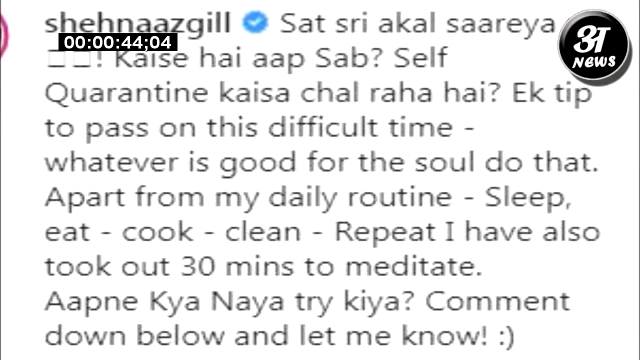 shehnaazgill Sat sri akal saareya
00:00:44;04
! Kaise hai aap Sab? Self
Quarantine kaisa chal raha hai? Ek tip
to pass on this difficult time -
whatever is good for the soul do that.
Apart from my daily routine - Sleep,
eat - cook - clean - Repeat I have also
took out 30 mins to meditate.
Aapne Kya Naya try kiya? Comment
down below and let me know! :)
अ
NEWS